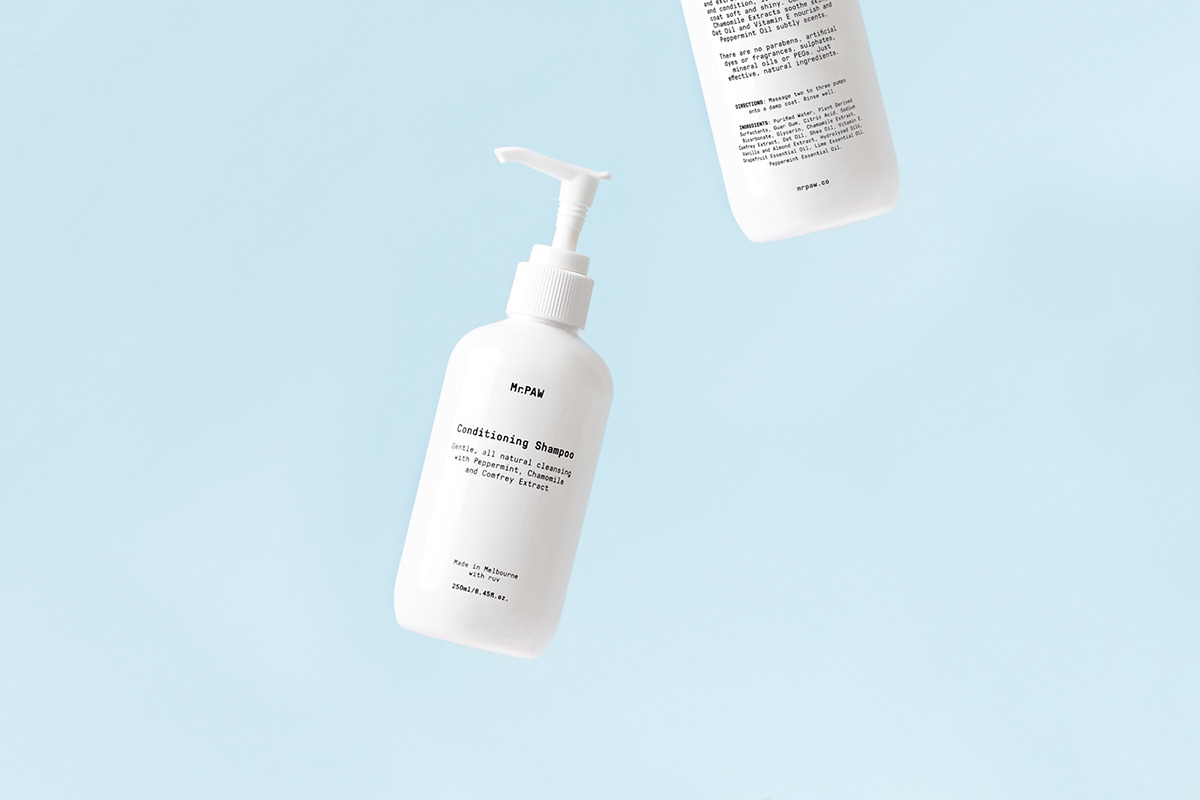 Mr.PAW
Conditioning Shampoo
Gentle, all natural cleansing
with Peppermint, Chamomile
and Comfrey Extract
Made in Melbourne
with ruv
250ml/8.45fl.oz.
and condition,
coat soft and shiny.
Chamomile Extracts soothe
Oat Oil and Vitamin E nourish and
Peppermint Oil subtly scents.
There are no parabens, artificial
dyes or fragrances, sulphates,
mineral oils or PEGs. Just
effective, natural ingredients.
DIRECTIONS: Massage two to three pumps
onto a damp coat. Rinse well.
INGREDIENTS: Purified Water, Plant Derived
Surfactants, Guar Gum, Citric Acid, Sodium
Bicarbonate, Glycerin, Chamomile Extract,
Comfrey Extract, Oat Oil, Shea Oil, Vitamin E,
Vanilla and Almond Extract, Hydrolyzed Silk,
Grapefruit Essential Oil, Lime Essential Oil,
Peppermint Essential Oil.
mrpaw.co